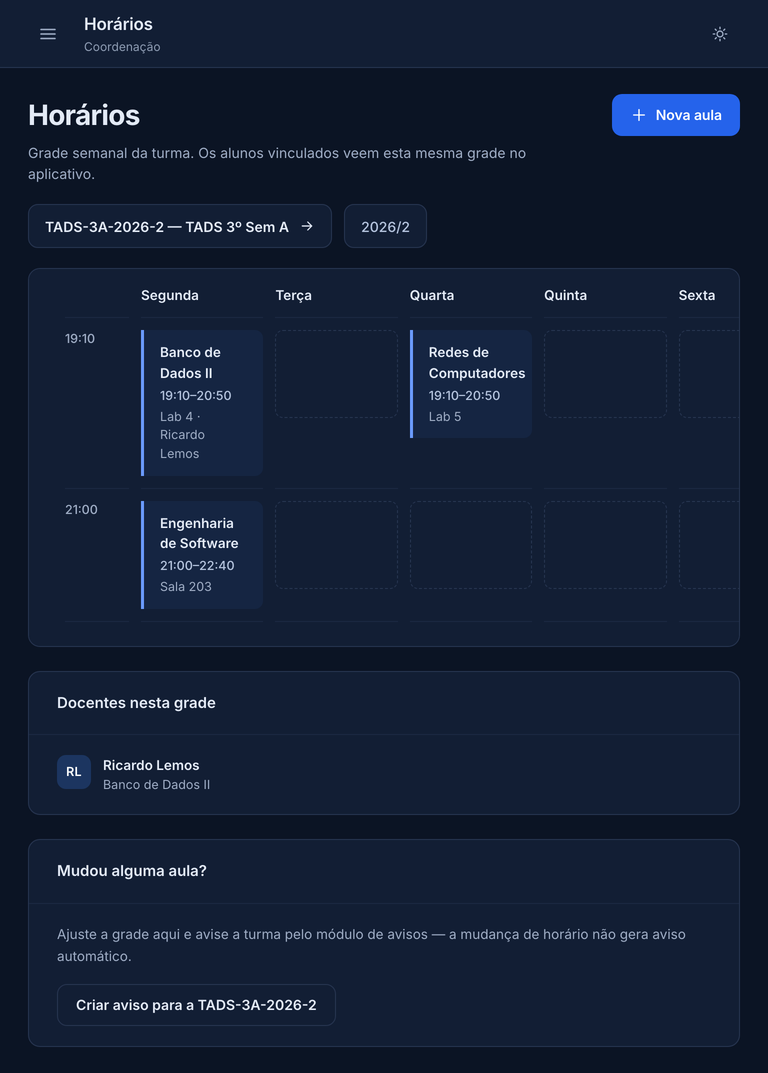 Horários
Coordenação
Horários
Nova aula
Grade semanal da turma. Os alunos vinculados veem esta mesma grade no
aplicativo.
TADS-3A-2026-2 — TADS 3º Sem A →
2026/2
Segunda
Terça
Quarta
Quinta
Sexta
19:10
Banco de
Dados II
19:10–20:50
Lab 4 ·
Ricardo
Lemos
Redes de
Computadores
19:10–20:50
Lab 5
21:00
Engenharia
de Software
21:00–22:40
Sala 203
Docentes nesta grade
RL
Ricardo Lemos
Banco de Dados II
Mudou alguma aula?
Ajuste a grade aqui e avise a turma pelo módulo de avisos — a mudança de horário não gera aviso
automático.
Criar aviso para a TADS-3A-2026-2